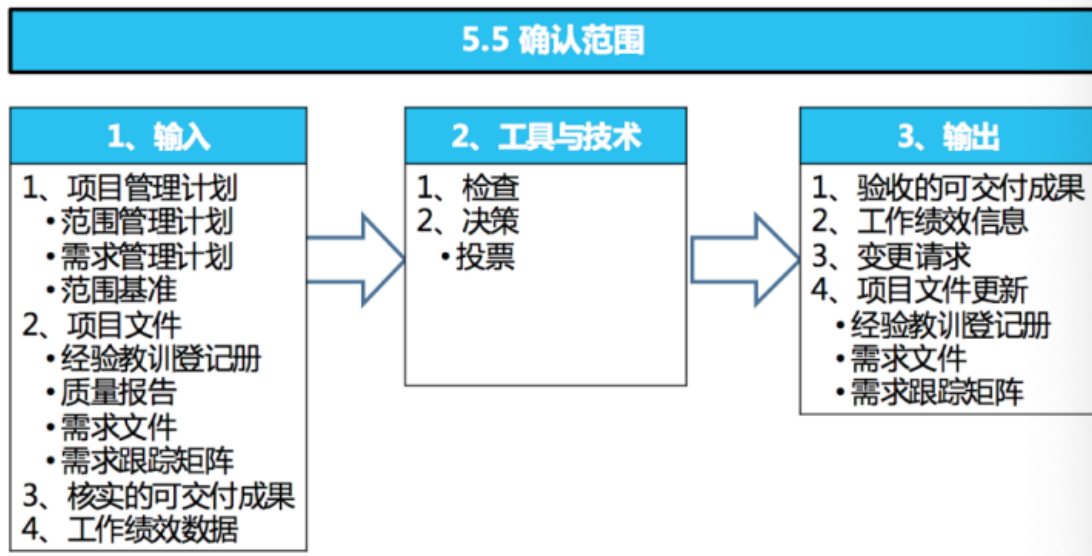 5.5 确认范围
1、输入
1、项目管理计划
•范围管理计划
•需求管理计划
•范围基准
2、项目文件
•经验教训登记册
•质量报告
•需求文件
•需求跟踪矩阵
3、核实的可交付成果
4、工作绩效数据
2、工具与技术
1、检查
2、决策
•投票
3、输出
1、验收的可交付成果
2、工作绩效信息
3、变更请求
4、项目文件更新
•经验教训登记册
•需求文件
•需求跟踪矩阵